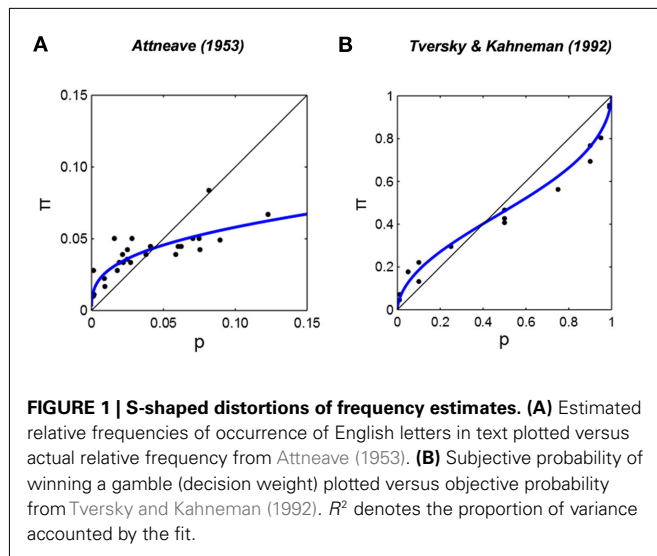 A
Attneave (1953)
B
Tversky & Kahneman (1992)
0.15
0.10
0.05
0
π
0
0.05
0.10
0.15
p
1
0.8
0.6
0.4
0.2
0
π
0
0.2
0.4
0.6
0.8
1
p
FIGURE 1 | S-shaped distortions of frequency estimates. (A) Estimated
relative frequencies of occurrence of English letters in text plotted versus
actual relative frequency from Attneave (1953). (B) Subjective probability of
winning a gamble (decision weight) plotted versus objective probability
from Tversky and Kahneman (1992). R² denotes the proportion of variance
accounted by the fit.